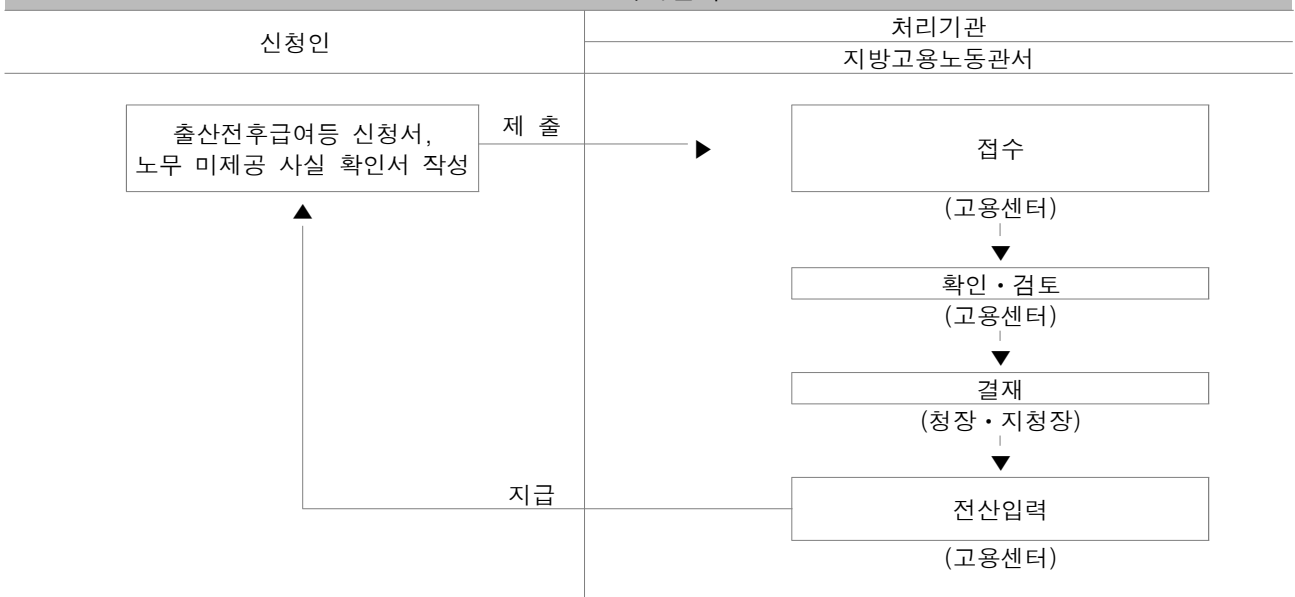 신청인
처리기관
지방고용노동관서
출산전후급여등 신청서,
노무 미제공 사실 확인서 작성
제 출
접수
(고용센터)
확인・검토
(고용센터)
결재
(청장・지청장)
지급
전산입력
(고용센터)